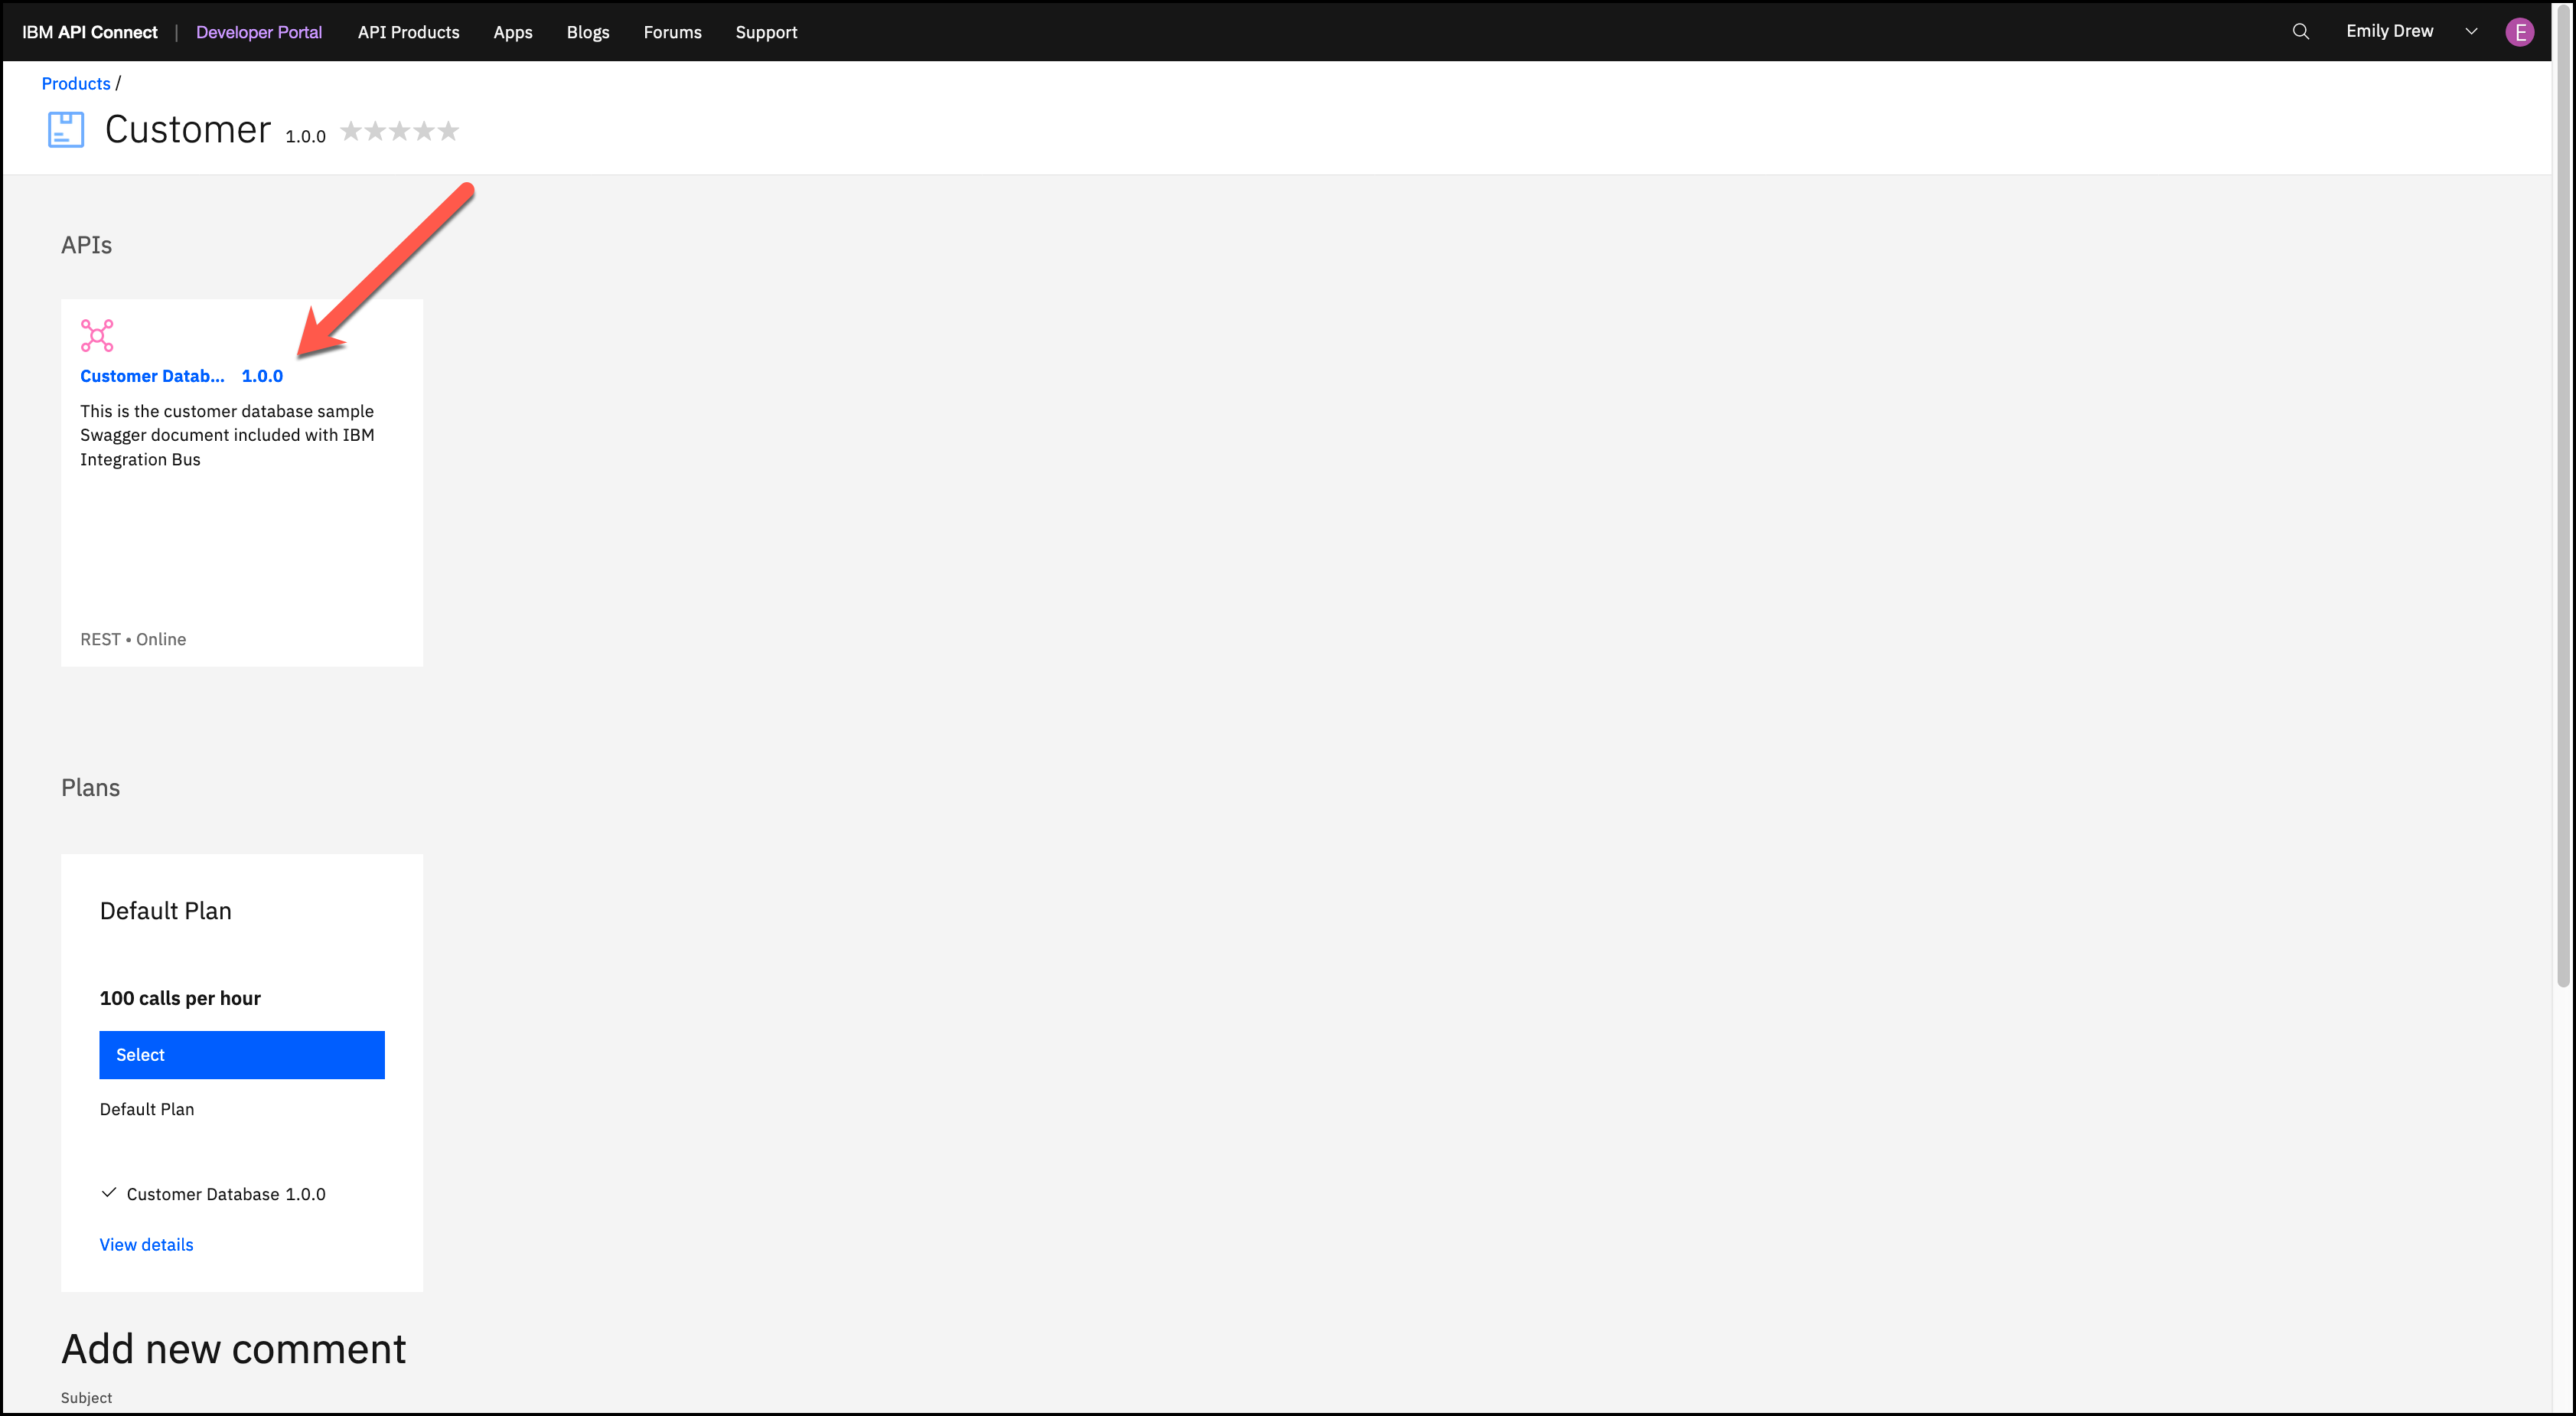 IBM API Connect | Developer Portal API Products Apps Blogs Forums Support Emily Drew E
Products /
Customer 1.0.0
APIs
Customer Datab... 1.0.0
This is the customer database sample
Swagger document included with IBM
Integration Bus
REST • Online
Plans
Default Plan
100 calls per hour
Select
Default Plan
Customer Database 1.0.0
View details
Add new comment
Subject